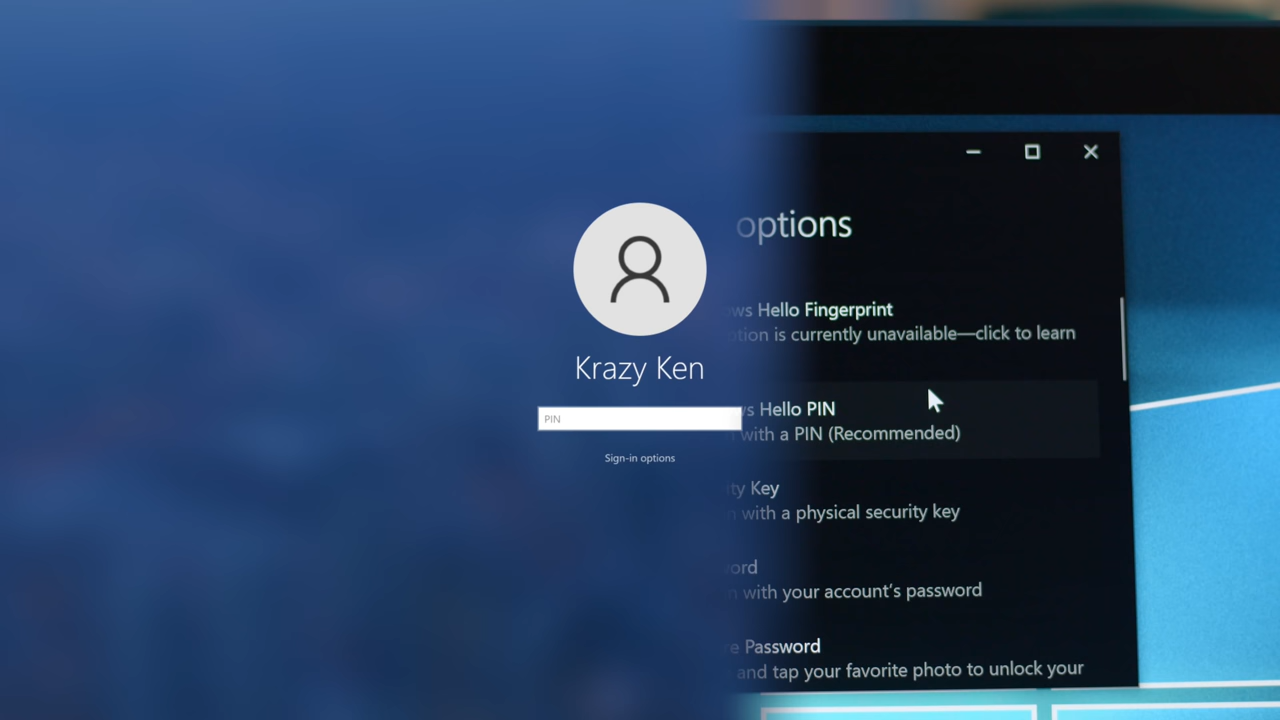 options
ws Hello Fingerprint
tion is currently unavailable—click to learn
Krazy Ken
PIN
s Hello PIN
with a PIN (Recommended)
Sign-in options
ty Key
with a physical security key
ord
with your account's password
e Password
and tap your favorite photo to unlock your